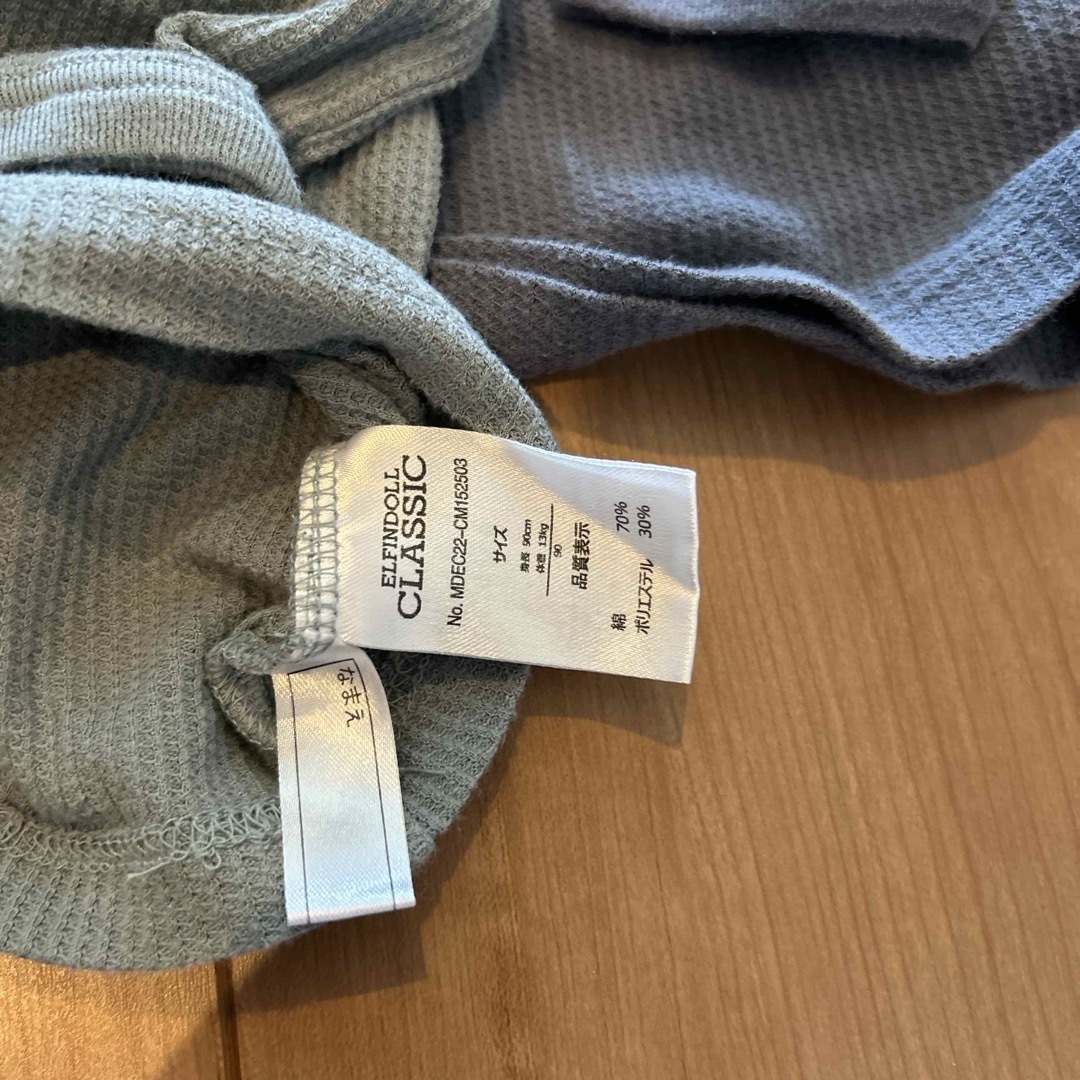 ELFINDOLL
CLASSIC
No. MDEC22-CM152503
サイズ
身長 90cm
体重 13kg
90
品質表示
綿 70%
ポリエステル 30%
なまえ